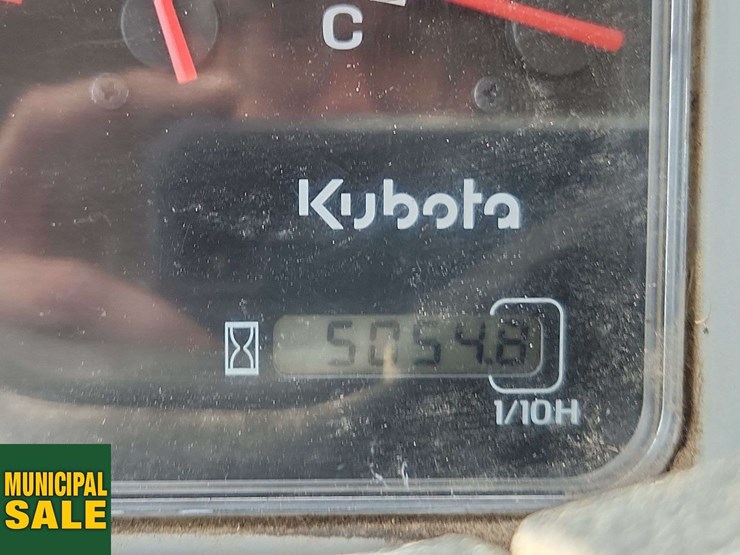 C
Kubota
5054.8
1/10H
MUNICIPAL
SALE